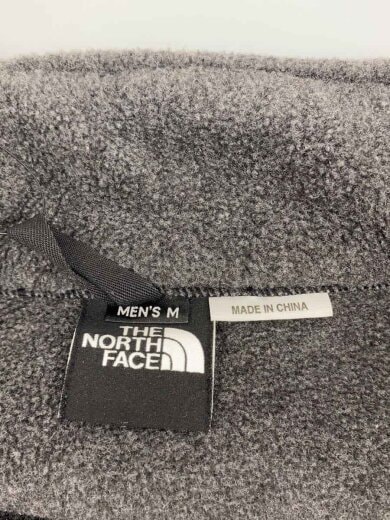 MEN'S M
MADE IN CHINA
THE
NORTH
FACE